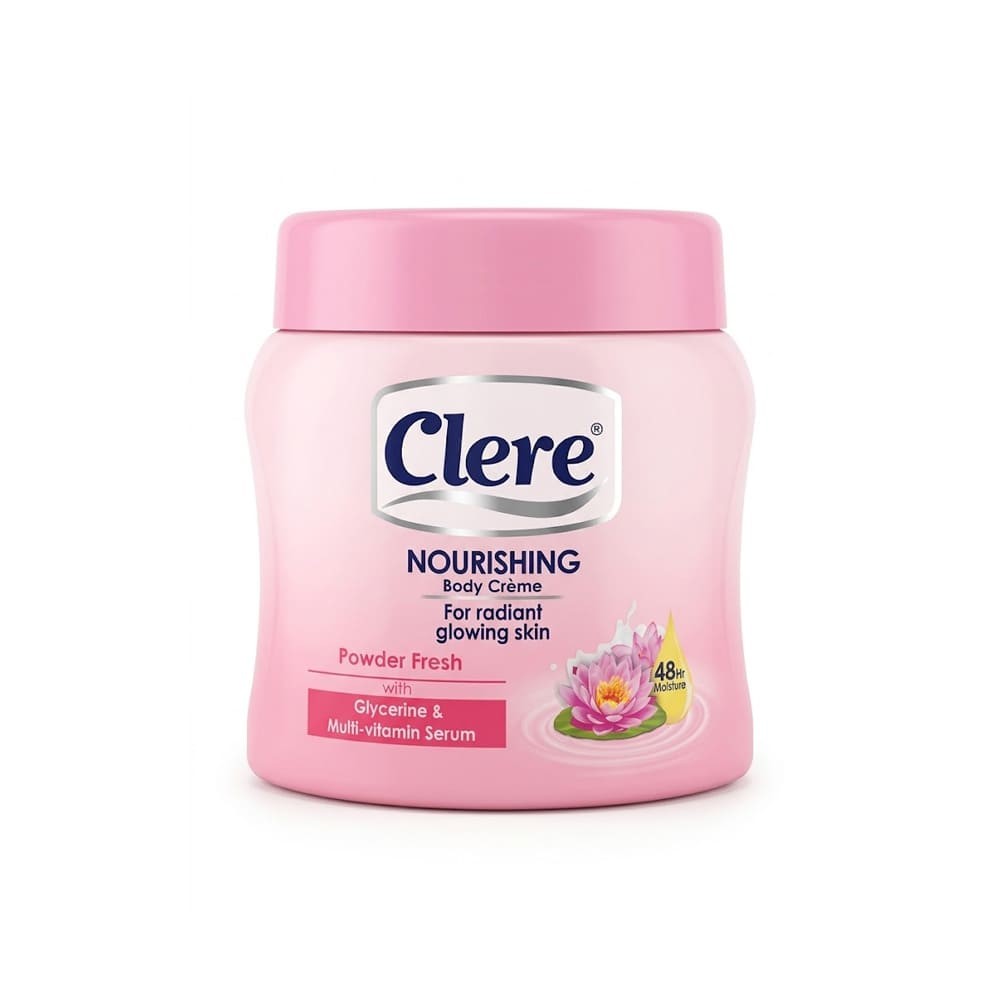 Clere®
NOURISHING
Body Crème
For radiant
glowing skin
Powder Fresh
with
Glycerine &
Multi-vitamin Serum
48Hr
Moisture